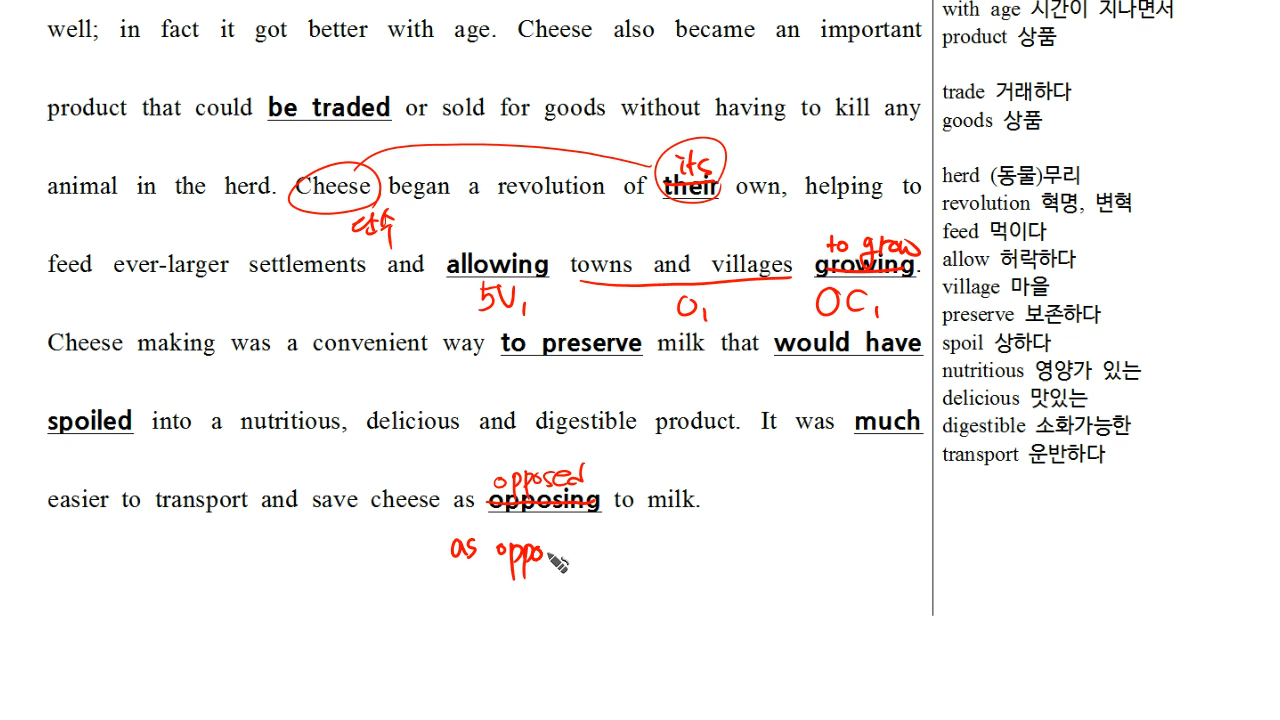 well; in fact it got better with age. Cheese also became an important
product that could be traded or sold for goods without having to kill any
its
animal in the herd. Cheese began a revolution of their own, helping to
단수
to grow
feed ever-larger settlements and allowing towns and villages growing.
5V₁ O₁ OC₁
Cheese making was a convenient way to preserve milk that would have
spoiled into a nutritious, delicious and digestible product. It was much
opposed
easier to transport and save cheese as opposing to milk.
as oppo
with age 시간이 지나면서
product 상품
trade 거래하다
goods 상품
herd (동물)무리
revolution 혁명, 변혁
feed 먹이다
allow 허락하다
village 마을
preserve 보존하다
spoil 상하다
nutritious 영양가 있는
delicious 맛있는
digestible 소화가능한
transport 운반하다